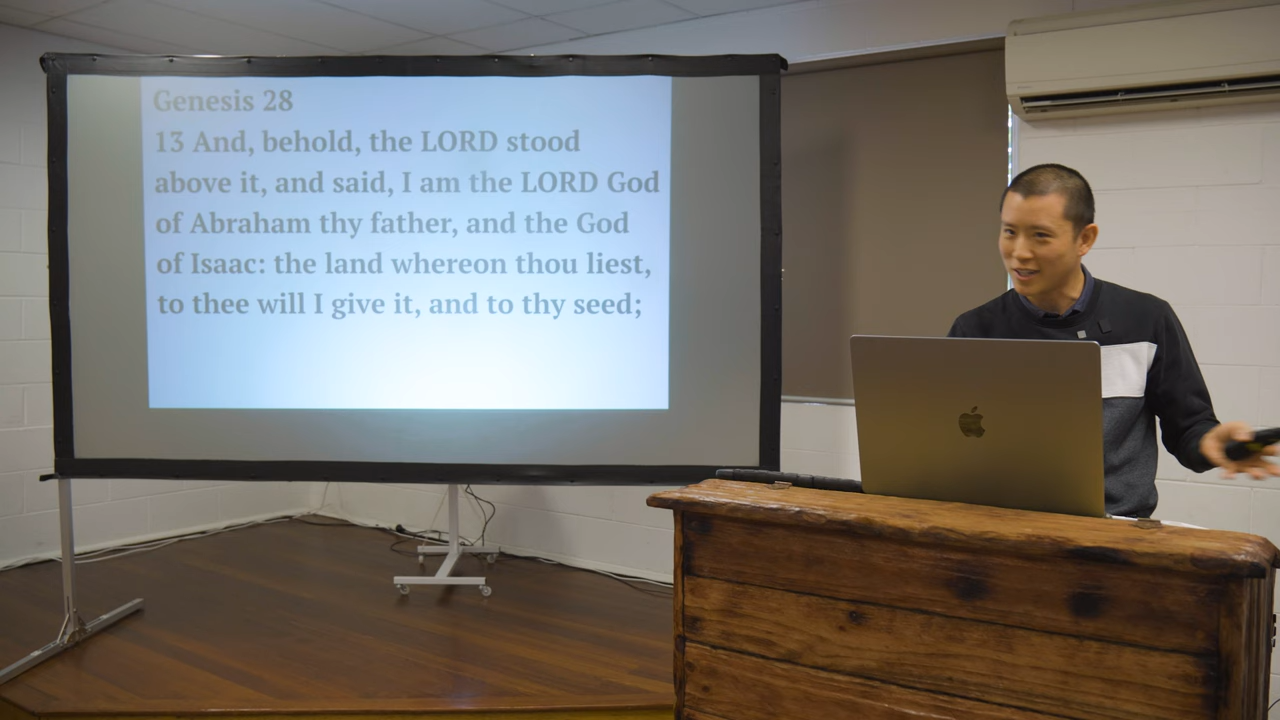 Genesis 28
13 And, behold, the LORD stood
above it, and said, I am the LORD God
of Abraham thy father, and the God
of Isaac: the land whereon thou liest,
to thee will I give it, and to thy seed;